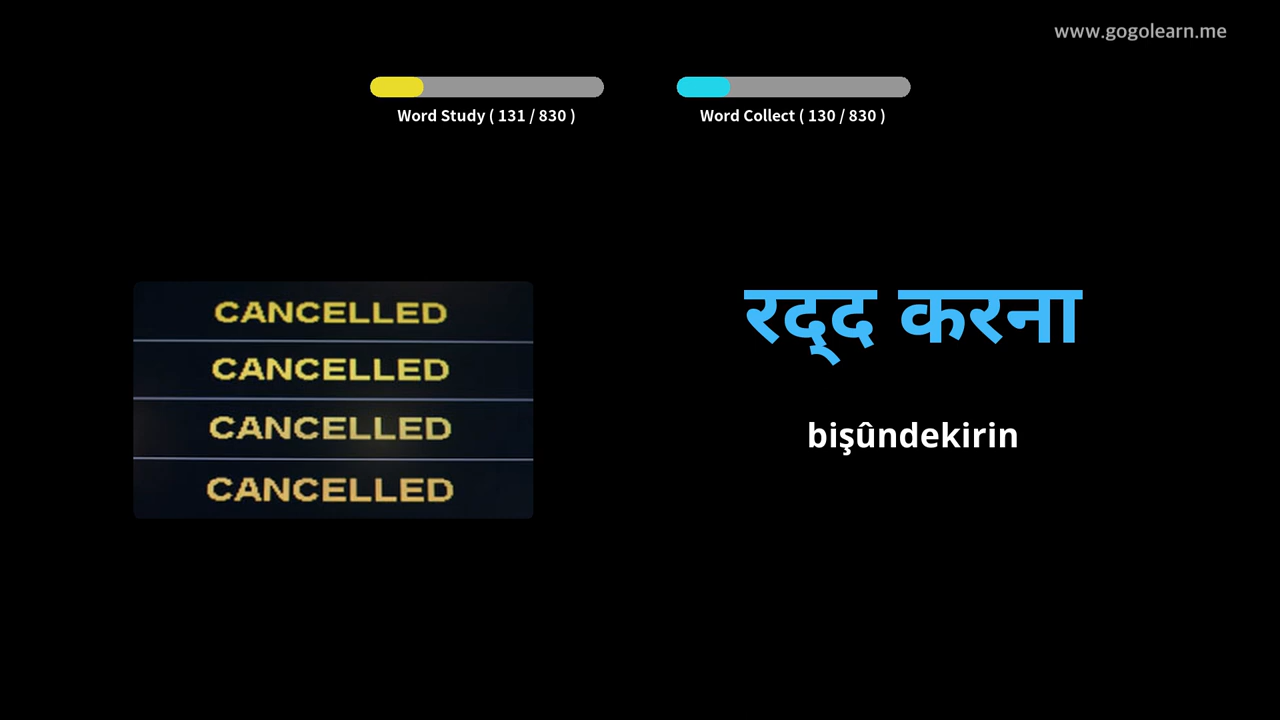 www.gogolearn.me
Word Study ( 131 / 830 )
Word Collect ( 130 / 830 )
CANCELLED
CANCELLED
CANCELLED
CANCELLED
रद्द करना
bişûndekirin